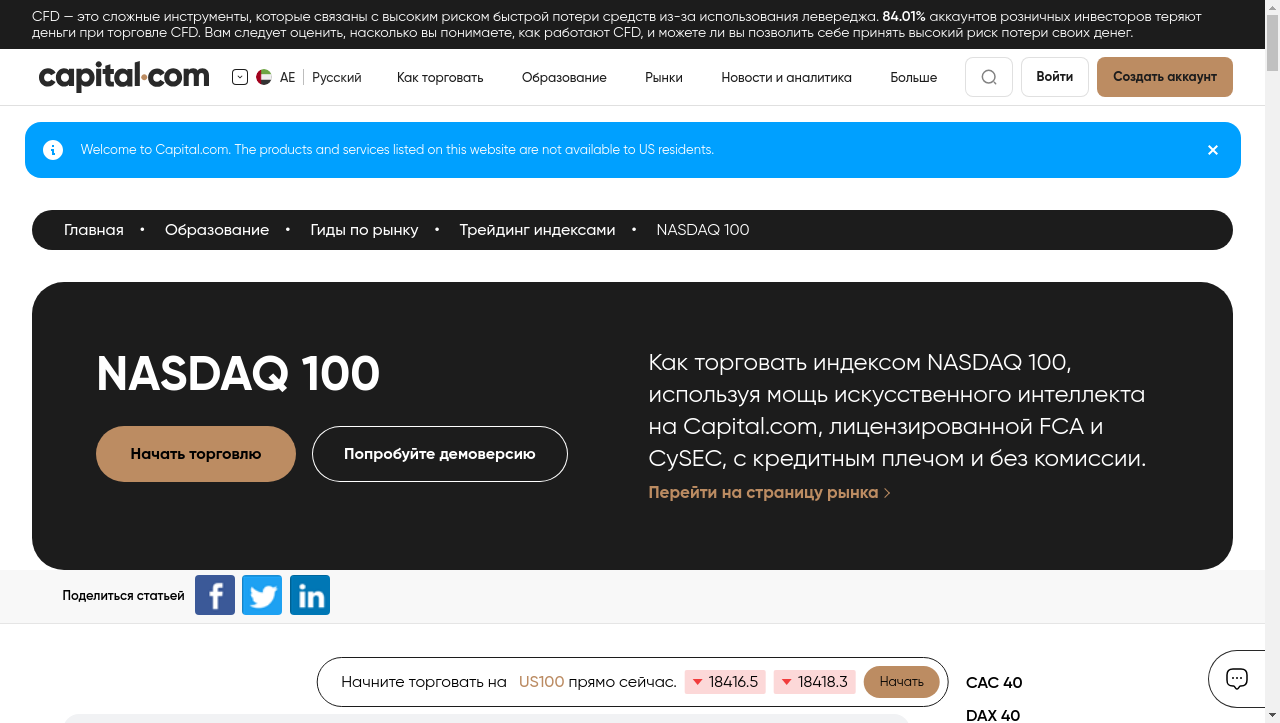 CFD — это сложные инструменты, которые связаны с высоким риском быстрой потери средств из-за использования левереджа. 84.01% аккаунтов розничных инвесторов теряют
деньги при торговле CFD. Вам следует оценить, насколько вы понимаете, как работают CFD, и можете ли вы позволить себе принять высокий риск потери своих денег.
capital.com AE Русский Как торговать Образование Рынки Новости и аналитика Больше Войти Создать аккаунт
Welcome to Capital.com. The products and services listed on this website are not available to US residents.
Главная • Образование • Гиды по рынку • Трейдинг индексами • NASDAQ 100
NASDAQ 100
Начать торговлю Попробуйте демоверсию
Как торговать индексом NASDAQ 100,
используя мощь искусственного интеллекта
на Capital.com, лицензированной FCA и
CySEC, с кредитным плечом и без комиссии.
Перейти на страницу рынка
Поделиться статьей
Начните торговать на US100 прямо сейчас. 18416.5 18418.3 Начать
CAC 40
DAX 40